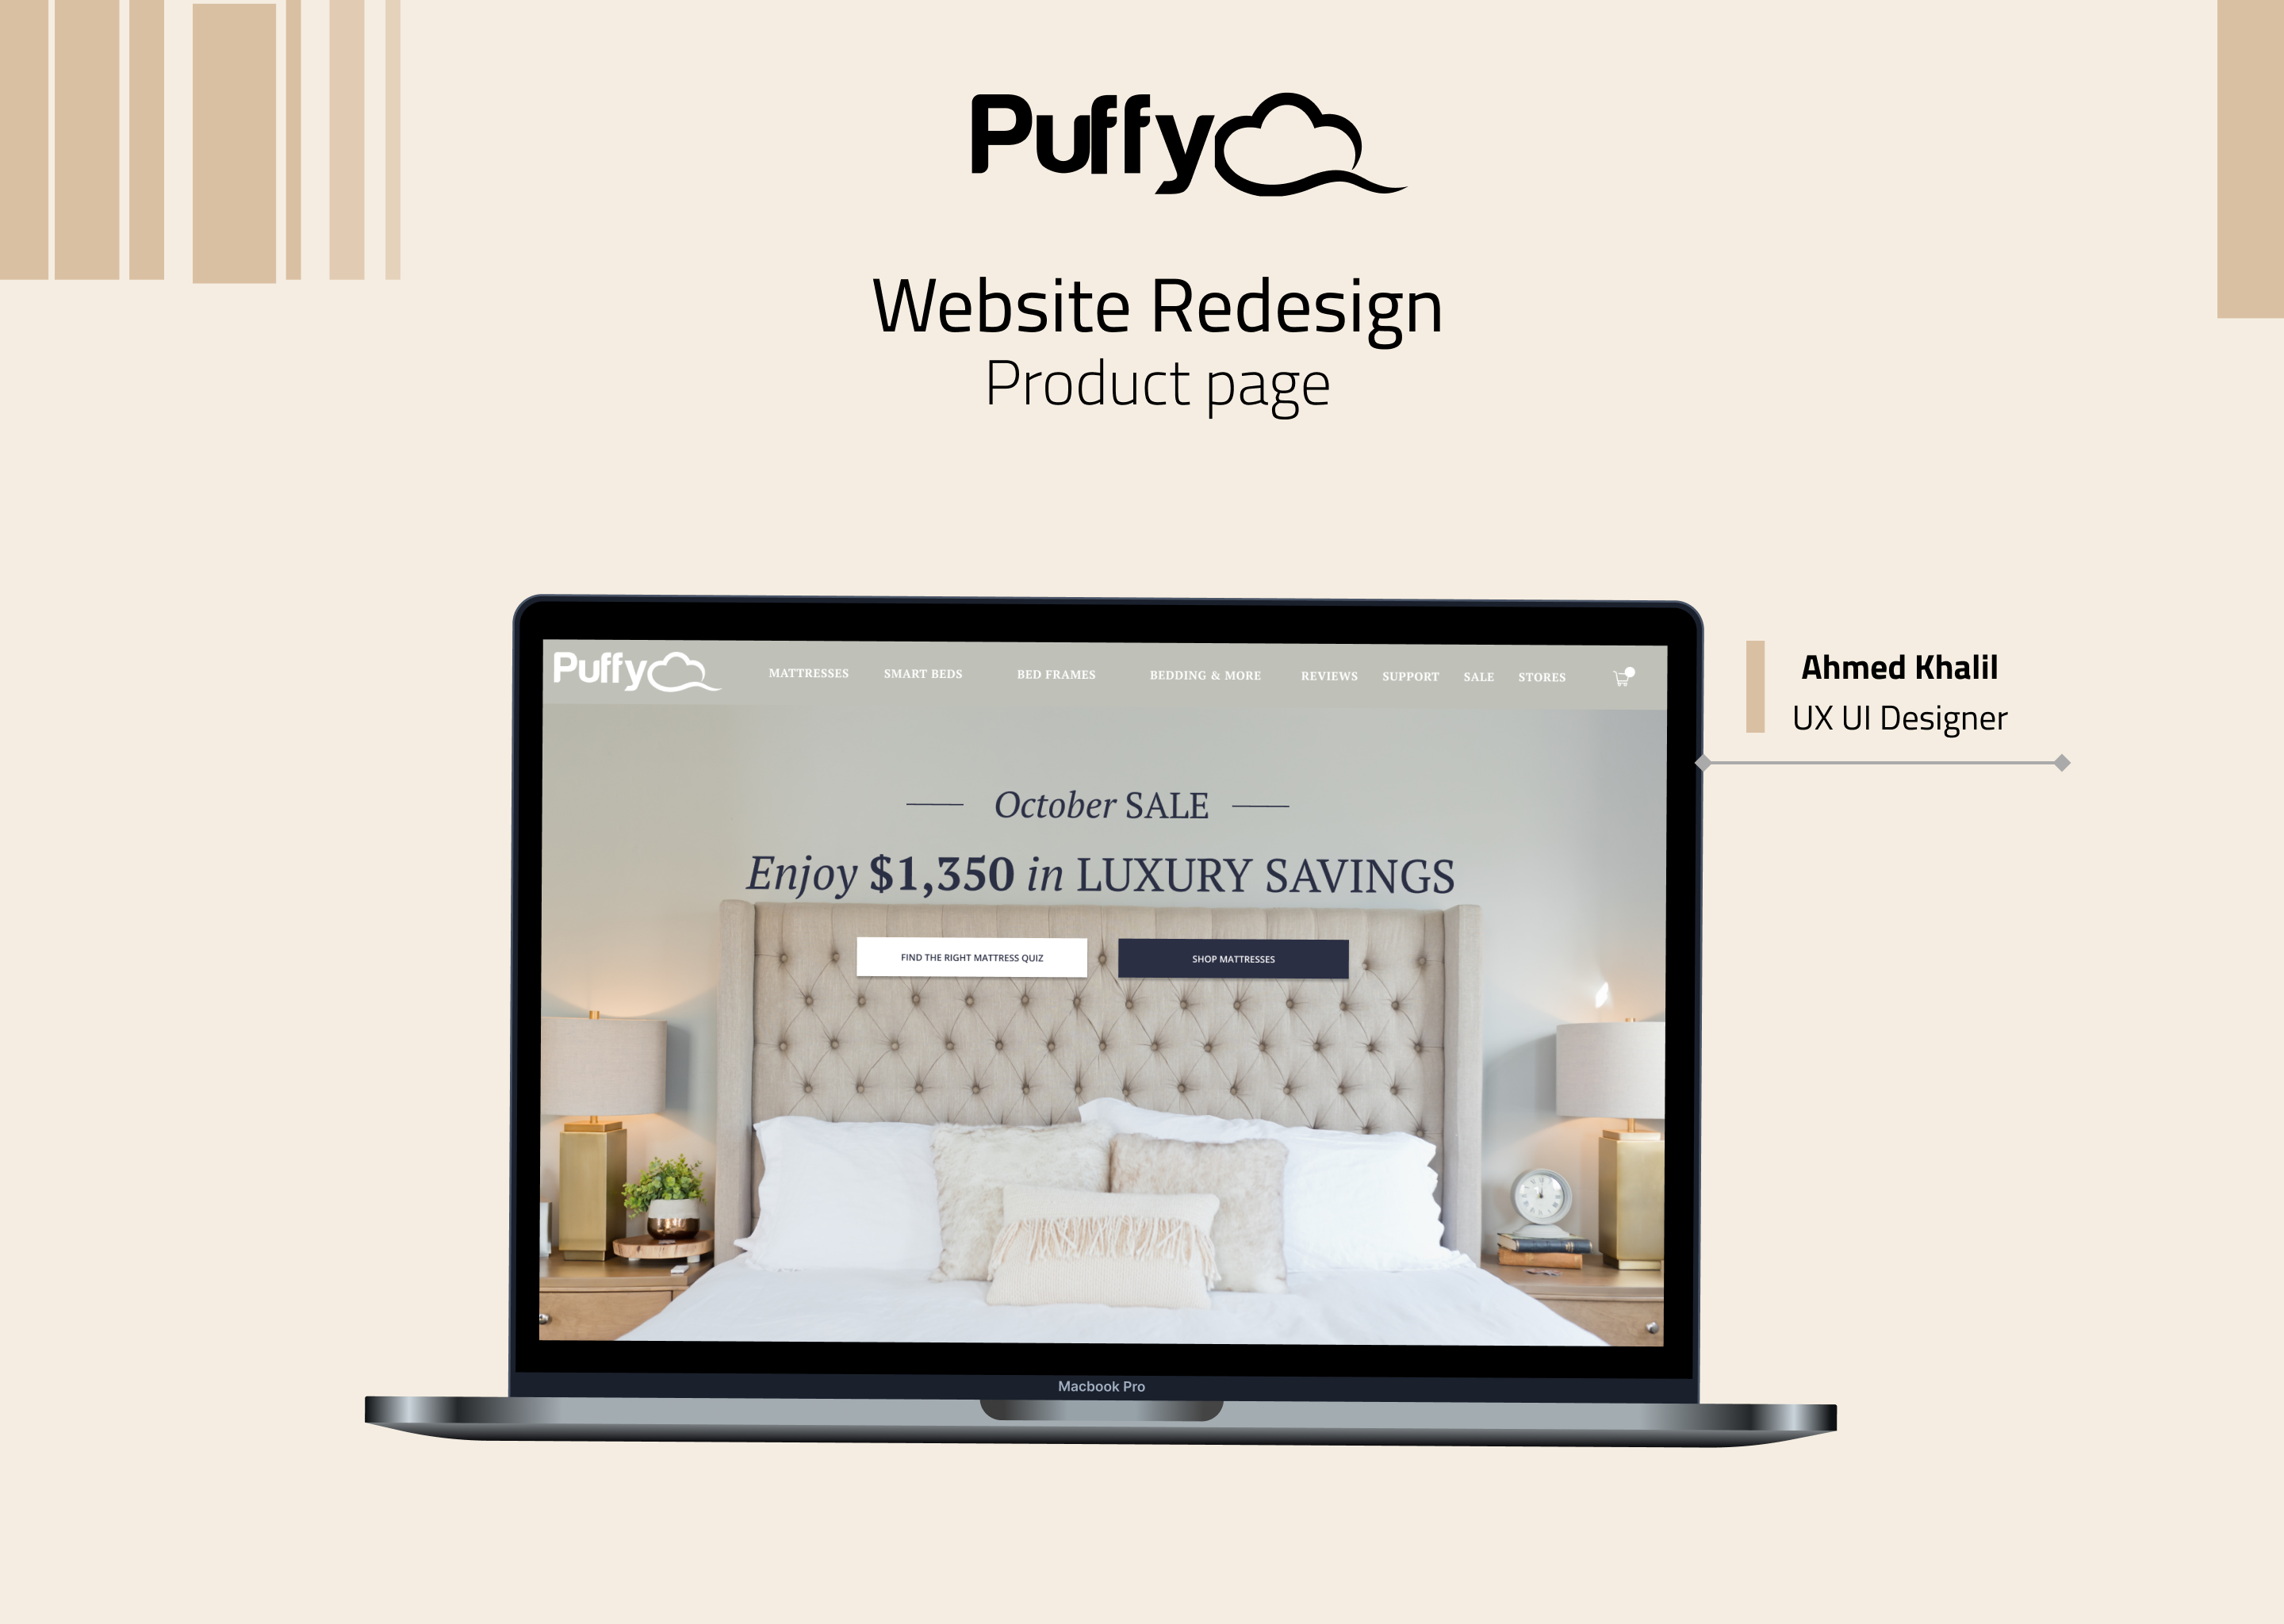 Puffy
Website Redesign
Product page
Ahmed Khalil
UX UI Designer
Puffy
MATTRESSES SMART BEDS BED FRAMES BEDDING & MORE REVIEWS SUPPORT SALE STORES
October SALE
Enjoy $1,350 in LUXURY SAVINGS
FIND THE RIGHT MATTRESS QUIZ SHOP MATTRESSES
Macbook Pro